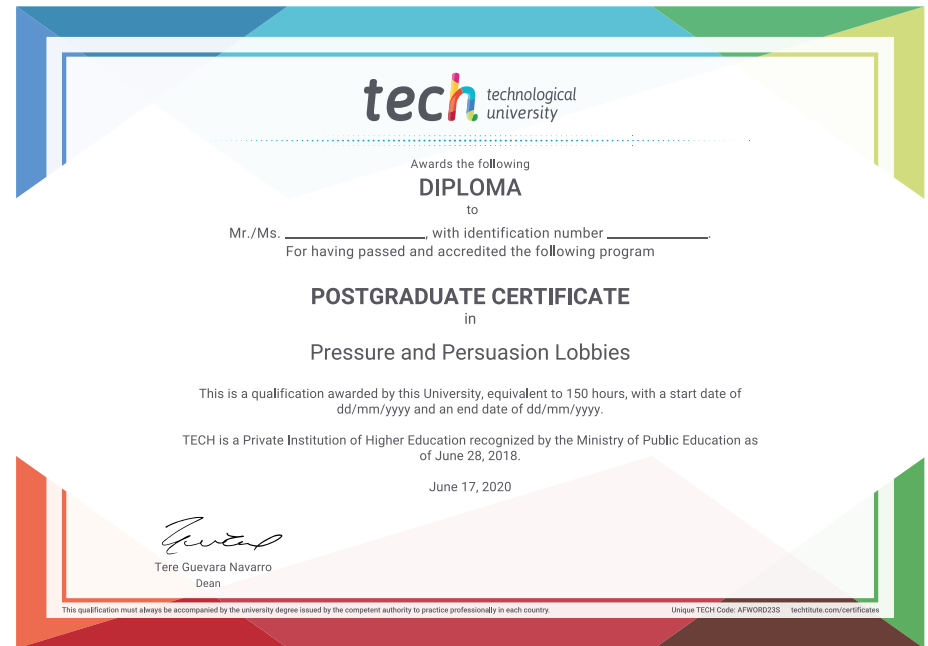 tech technological
university
Awards the following
DIPLOMA
to
Mr./Ms. ____________, with identification number ____________.
For having passed and accredited the following program
POSTGRADUATE CERTIFICATE
in
Pressure and Persuasion Lobbies
This is a qualification awarded by this University, equivalent to 150 hours, with a start date of
dd/mm/yyyy and an end date of dd/mm/yyyy.
TECH is a Private Institution of Higher Education recognized by the Ministry of Public Education as
of June 28, 2018.
June 17, 2020
Tere Guevara Navarro
Dean
This qualification must always be accompanied by the university degree issued by the competent authority to practice professionally in each country.
Unique TECH Code: AFWORD23S techtitute.com/certificates